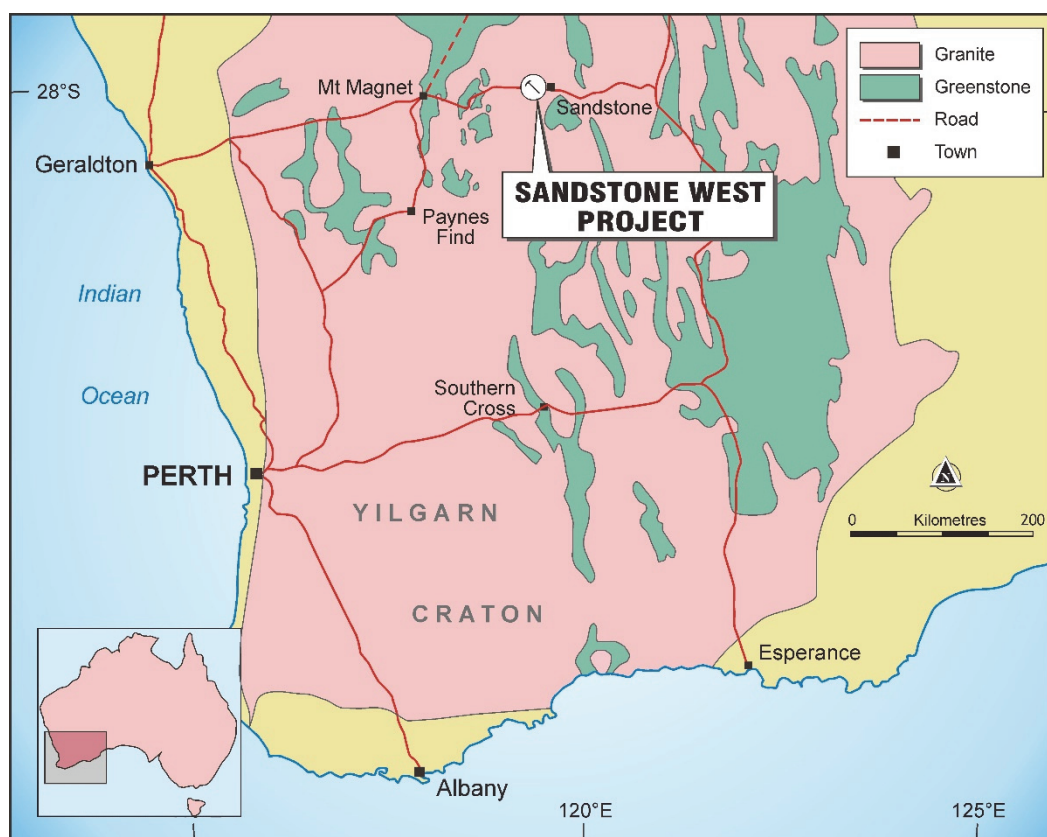 28°S
Mt Magnet
Sandstone
Geraldton
SANDSTONE WEST
PROJECT
Paynes
Find
Indian
Ocean
Southern
Cross
PERTH
YILGARN
CRATON
Esperance
Albany
120°E
125°E
Granite
Greenstone
Road
Town
0 Kilometres 200